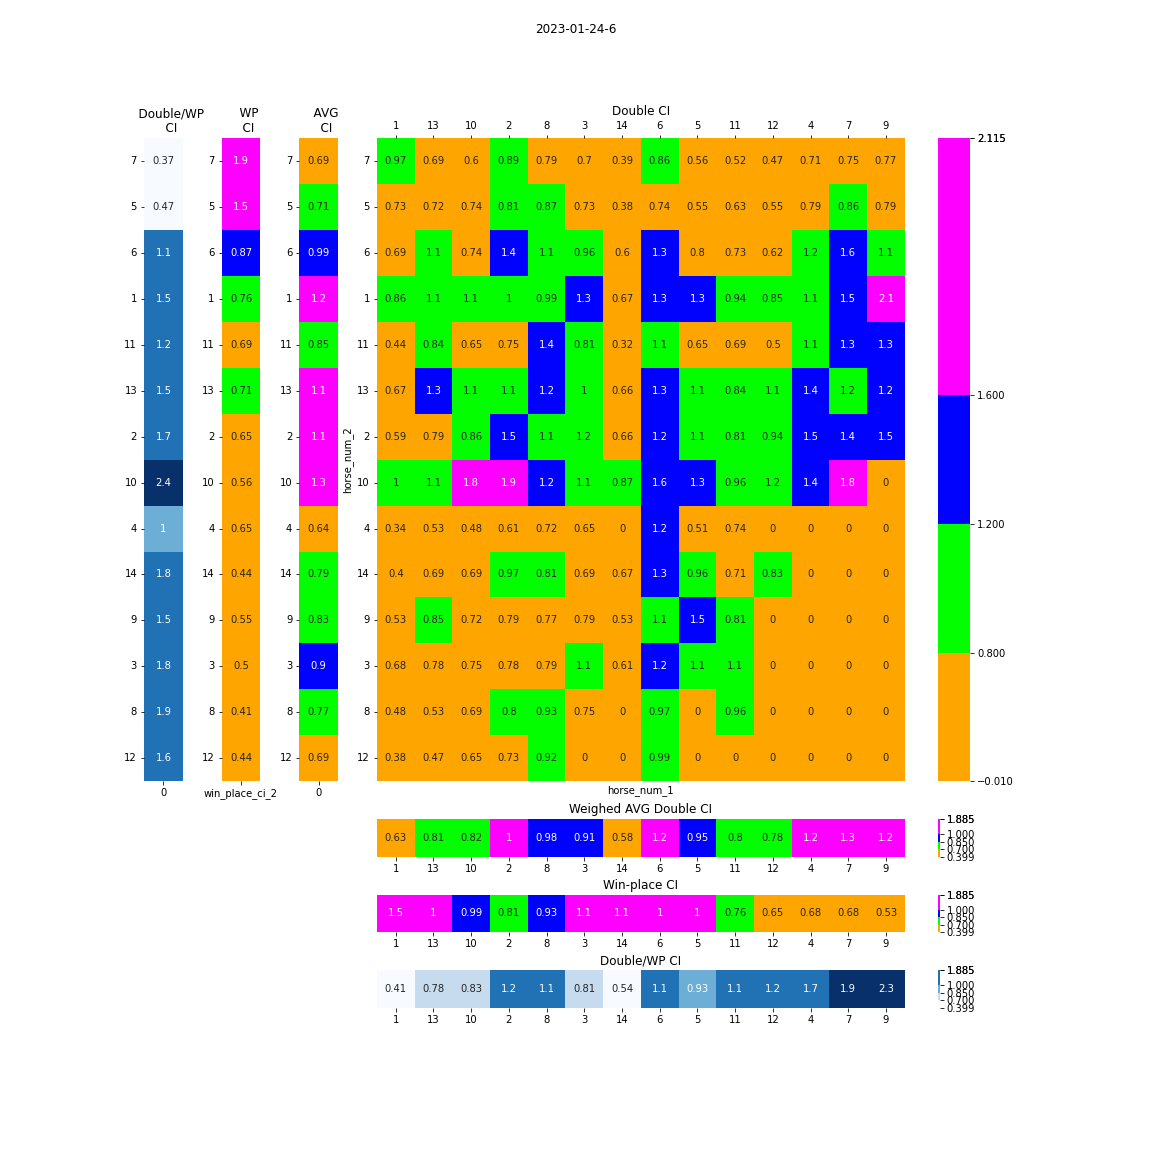 2023-01-24-6
Double/WP CI
WP CI
AVG CI
Double CI
1 13 10 2 8 3 14 6 5 11 12 4 7 9
7 0.37 7 1.9 7 0.69 7 0.97 0.69 0.6 0.89 0.79 0.7 0.39 0.86 0.56 0.52 0.47 0.71 0.75 0.77
5 0.47 5 1.5 5 0.71 5 0.73 0.72 0.74 0.81 0.87 0.73 0.38 0.74 0.55 0.63 0.55 0.79 0.86 0.79
6 1.1 6 0.87 6 0.99 6 0.69 1.1 0.74 1.4 1.1 0.96 0.6 1.3 0.8 0.73 0.62 1.2 1.6 1.1
1 1.5 1 0.76 1 1.2 1 0.86 1.1 1.1 1 0.99 1.3 0.67 1.3 1.3 0.94 0.85 1.1 1.5 2.1
11 1.2 11 0.69 11 0.85 11 0.44 0.84 0.65 0.75 1.4 0.81 0.32 1.1 0.65 0.69 0.5 1.1 1.3 1.3
13 1.5 13 0.71 13 1.1 13 0.67 1.3 1.1 1.1 1.2 1 0.66 1.3 1.1 0.84 1.1 1.4 1.2 1.2
2 1.7 2 0.65 2 1.1 2 0.59 0.79 0.86 1.5 1.1 1.2 0.66 1.2 1.1 0.81 0.94 1.5 1.4 1.5
10 2.4 10 0.56 10 1.3 10 1 1.1 1.8 1.9 1.2 1.1 0.87 1.6 1.3 0.96 1.2 1.4 1.8 0
4 1 4 0.65 4 0.64 4 0.34 0.53 0.48 0.61 0.72 0.65 0 1.2 0.51 0.74 0 0 0 0
14 1.8 14 0.44 14 0.79 14 0.4 0.69 0.69 0.97 0.81 0.69 0.67 1.3 0.96 0.71 0.83 0 0 0
9 1.5 9 0.55 9 0.83 9 0.53 0.85 0.72 0.79 0.77 0.79 0.53 1.1 1.5 0.81 0 0 0 0
3 1.8 3 0.5 3 0.9 3 0.68 0.78 0.75 0.78 0.79 1.1 0.61 1.2 1.1 1.1 0 0 0 0
8 1.9 8 0.41 8 0.77 8 0.48 0.53 0.69 0.8 0.93 0.75 0 0.97 0 0.96 0 0 0 0
12 1.6 12 0.44 12 0.69 12 0.38 0.47 0.65 0.73 0.92 0 0 0.99 0 0 0 0 0 0
0 win_place_ci_2 0
horse_num_2
horse_num_1
2.115
1.600
1.200
0.800
−0.010
Weighed AVG Double CI
0.63 0.81 0.82 1 0.98 0.91 0.58 1.2 0.95 0.8 0.78 1.2 1.3 1.2
1 13 10 2 8 3 14 6 5 11 12 4 7 9
1.885
1.000
0.850
0.700
0.399
Win-place CI
1.5 1 0.99 0.81 0.93 1.1 1.1 1 1 0.76 0.65 0.68 0.68 0.53
1 13 10 2 8 3 14 6 5 11 12 4 7 9
1.885
1.000
0.850
0.700
0.399
Double/WP CI
0.41 0.78 0.83 1.2 1.1 0.81 0.54 1.1 0.93 1.1 1.2 1.7 1.9 2.3
1 13 10 2 8 3 14 6 5 11 12 4 7 9
1.885
1.000
0.850
0.700
0.399